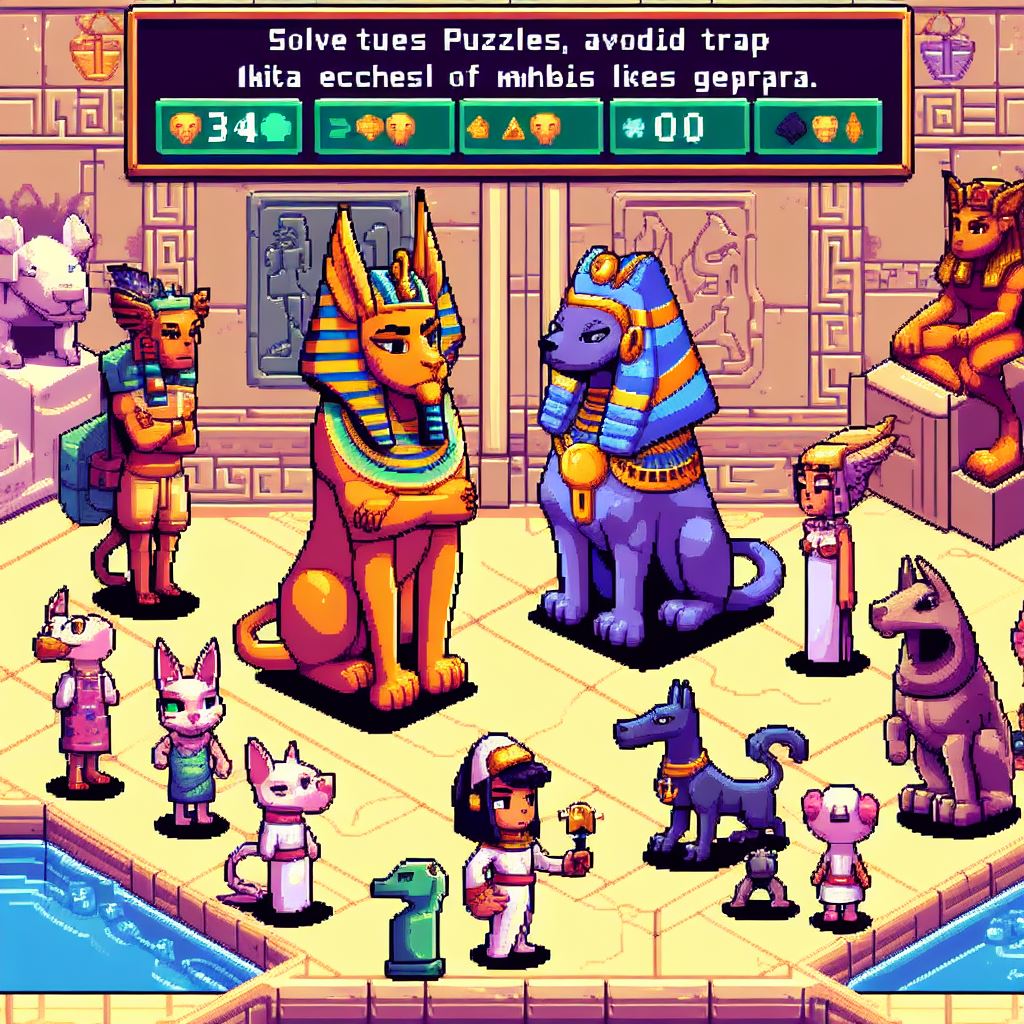 Solve tues Puzzles, avodid trap
Ikita ecchesl of mhbis lkes geprara.
34 00